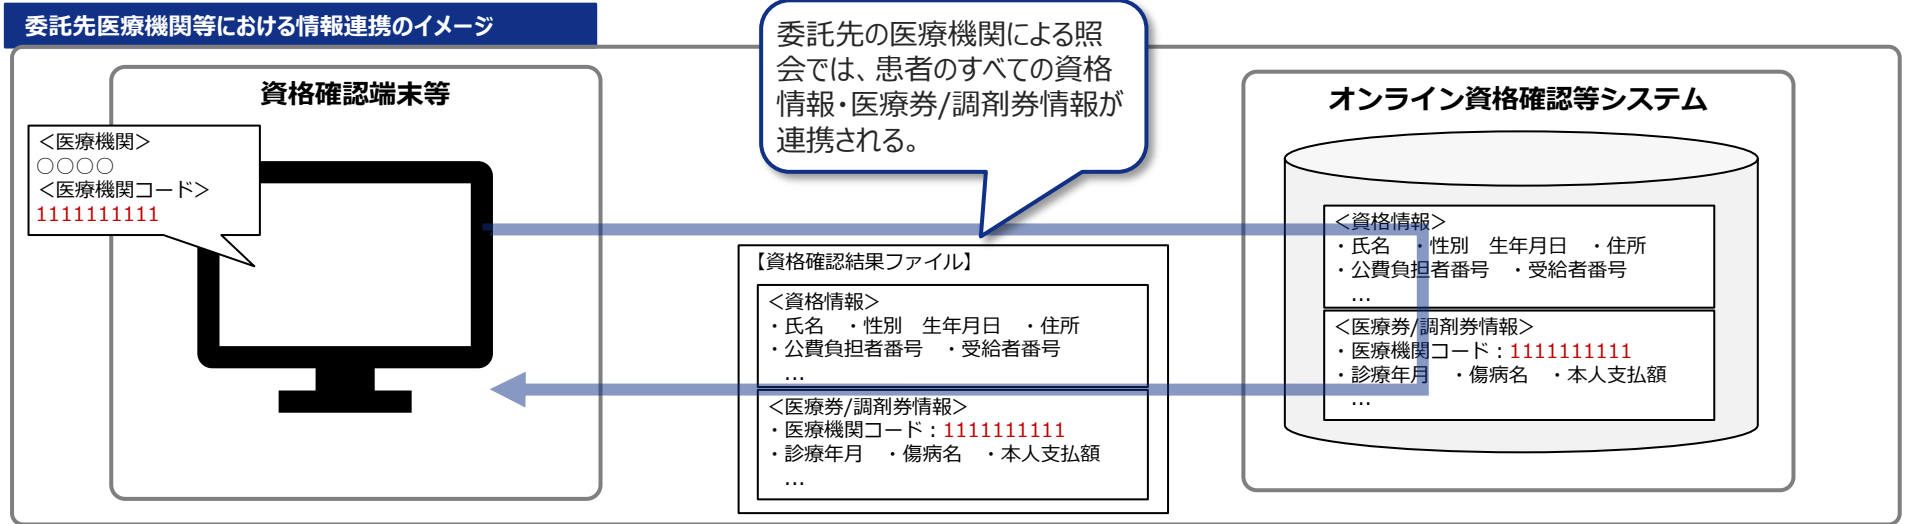 委託先医療機関等における情報連携のイメージ
委託先の医療機関による照
会では、患者のすべての資格
情報・医療券/調剤券情報が
連携される。
資格確認端末等
<医療機関>
○○○○
<医療機関コード>
1111111111
【資格確認結果ファイル】
<資格情報>
・氏名　・性別　生年月日　・住所
・公費負担者番号　・受給者番号
…
<医療券/調剤券情報>
・医療機関コード：1111111111
・診療年月　・傷病名　・本人支払額
…
オンライン資格確認等システム
<資格情報>
・氏名　・性別　生年月日　・住所
・公費負担者番号　・受給者番号
…
<医療券/調剤券情報>
・医療機関コード：1111111111
・診療年月　・傷病名　・本人支払額
…